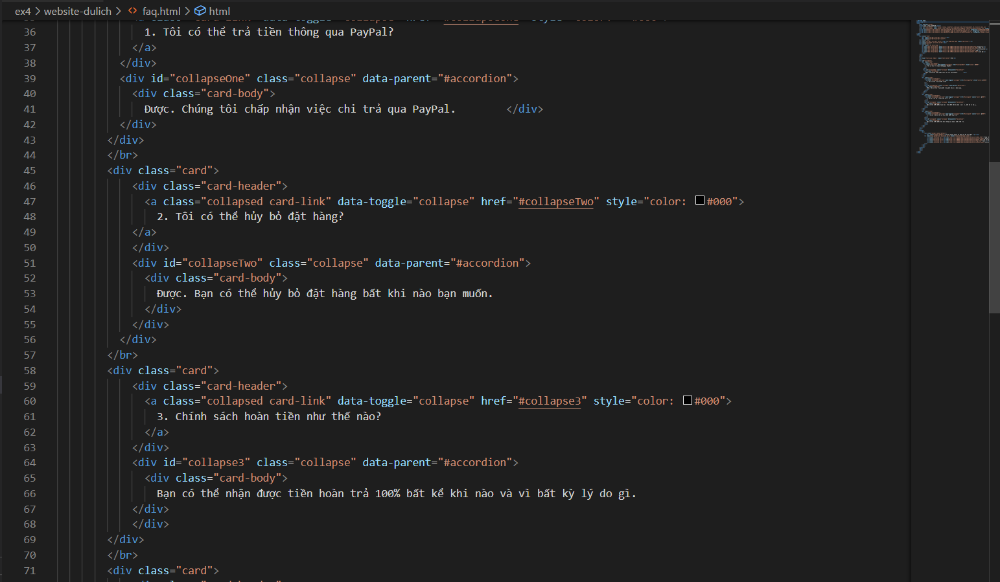 ex4 > website-dulich > <> faq.html > html
36 1. Tôi có thể trả tiền thông qua PayPal?
37 </a>
38 </div>
39 <div id="collapseOne" class="collapse" data-parent="#accordion">
40 <div class="card-body">
41 Được. Chúng tôi chấp nhận việc chi trả qua PayPal. </div>
42 </div>
43 </div>
44 </br>
45 <div class="card">
46 <div class="card-header">
47 <a class="collapsed card-link" data-toggle="collapse" href="#collapseTwo" style="color: #000">
48 2. Tôi có thể hủy bỏ đặt hàng?
49 </a>
50 </div>
51 <div id="collapseTwo" class="collapse" data-parent="#accordion">
52 <div class="card-body">
53 Được. Bạn có thể hủy bỏ đặt hàng bất khi nào bạn muốn.
54 </div>
55 </div>
56 </div>
57 </br>
58 <div class="card">
59 <div class="card-header">
60 <a class="collapsed card-link" data-toggle="collapse" href="#collapse3" style="color: #000">
61 3. Chính sách hoàn tiền như thế nào?
62 </a>
63 </div>
64 <div id="collapse3" class="collapse" data-parent="#accordion">
65 <div class="card-body">
66 Bạn có thể nhận được tiền hoàn trả 100% bất kể khi nào và vì bất kỳ lý do gì.
67 </div>
68 </div>
69 </div>
70 </br>
71 <div class="card">